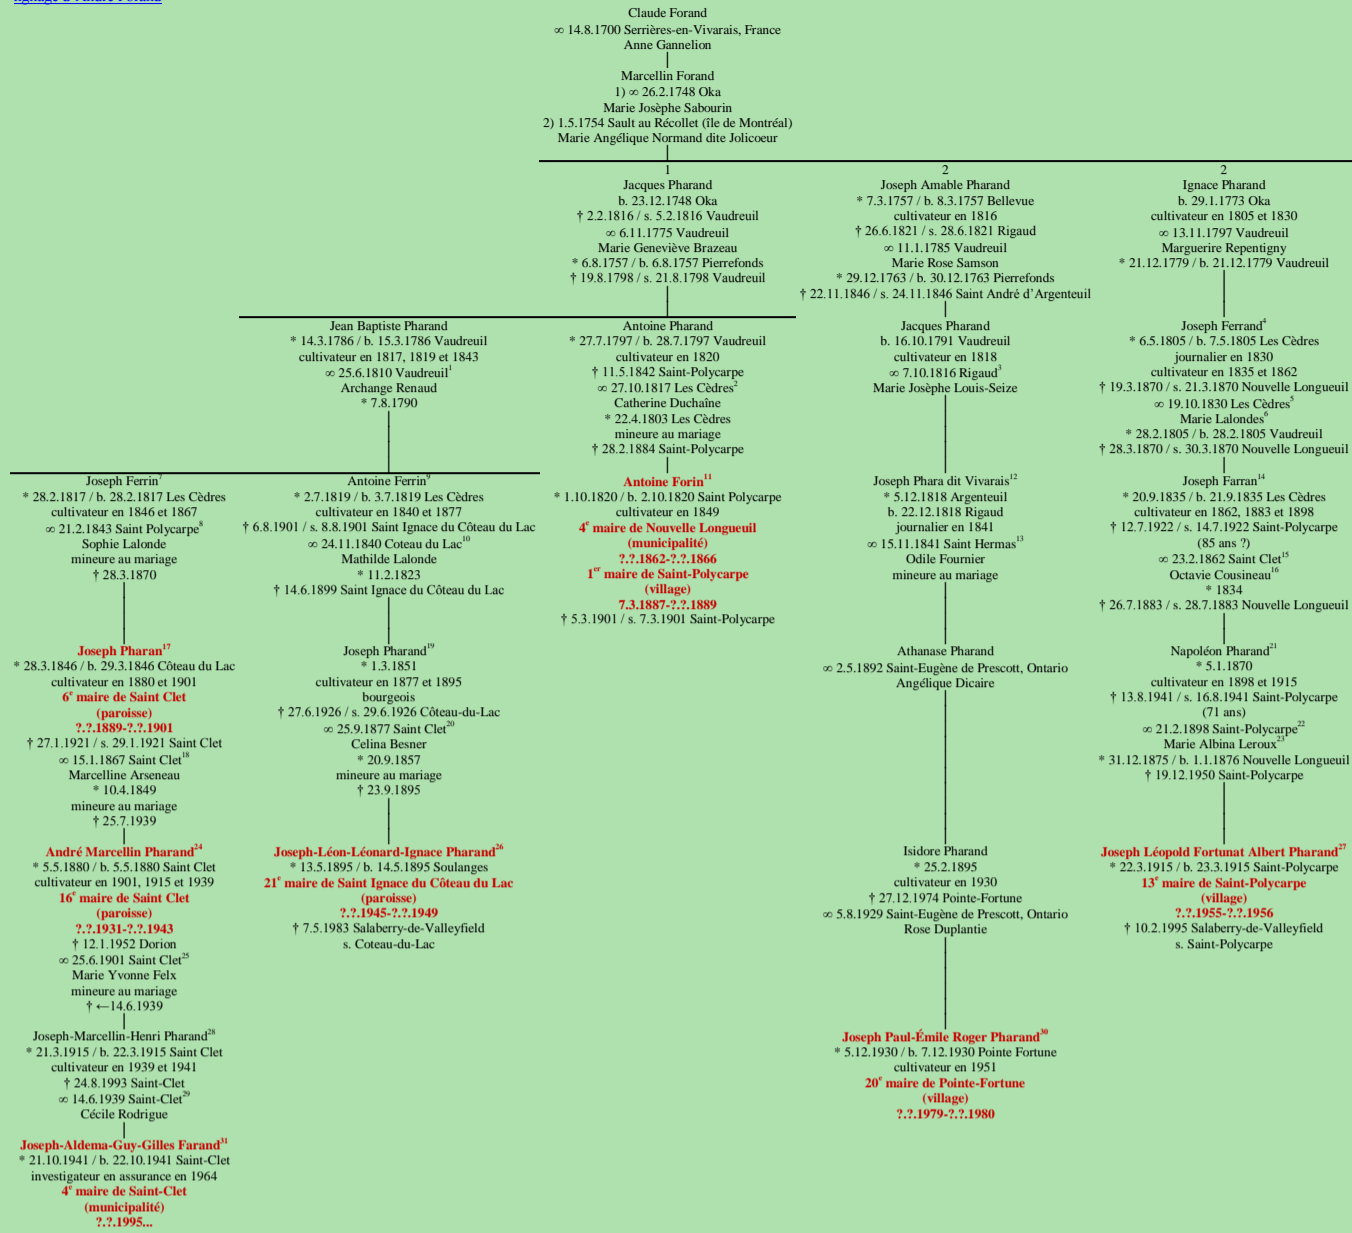 lignage d'André Forand
Claude Forand
∞ 14.8.1700 Serrières-en-Vivarais, France
Anne Gannelion
Marcellin Forand
1) ∞ 26.2.1748 Oka
Marie Josèphe Sabourin
2) 1.5.1754 Sault au Récollet (île de Montréal)
Marie Angélique Normand dite Jolicoeur
1
Jacques Pharand
b. 23.12.1748 Oka
† 2.2.1816 / s. 5.2.1816 Vaudreuil
∞ 6.11.1775 Vaudreuil
Marie Geneviève Brazeau
* 6.8.1757 / b. 6.8.1757 Pierrefonds
† 19.8.1798 / s. 21.8.1798 Vaudreuil
2
Joseph Amable Pharand
* 7.3.1757 / b. 8.3.1757 Bellevue
cultivateur en 1816
† 26.6.1821 / s. 28.6.1821 Rigaud
∞ 11.1.1785 Vaudreuil
Marie Rose Samson
* 29.12.1763 / b. 30.12.1763 Pierrefonds
† 22.11.1846 / s. 24.11.1846 Saint André d'Argenteuil
2
Ignace Pharand
b. 29.1.1773 Oka
cultivateur en 1805 et 1830
∞ 13.11.1797 Vaudreuil
Marguerire Repentigny
* 21.12.1779 / b. 21.12.1779 Vaudreuil
Jean Baptiste Pharand
* 14.3.1786 / b. 15.3.1786 Vaudreuil
cultivateur en 1817, 1819 et 1843
∞ 25.6.1810 Vaudreuil1
Archange Renaud
* 7.8.1790
Antoine Pharand
* 27.7.1797 / b. 28.7.1797 Vaudreuil
cultivateur en 1820
† 11.5.1842 Saint-Polycarpe
∞ 27.10.1817 Les Cèdres2
Catherine Duchaîne
* 22.4.1803 Les Cèdres
mineure au mariage
† 28.2.1884 Saint-Polycarpe
Jacques Pharand
b. 16.10.1791 Vaudreuil
cultivateur en 1818
∞ 7.10.1816 Rigaud3
Marie Josèphe Louis-Seize
Joseph Ferrand4
* 6.5.1805 / b. 7.5.1805 Les Cèdres
journalier en 1830
cultivateur en 1835 et 1862
† 19.3.1870 / s. 21.3.1870 Nouvelle Longueuil
∞ 19.10.1830 Les Cèdres5
Marie Lalondes6
* 28.2.1805 / b. 28.2.1805 Vaudreuil
† 28.3.1870 / s. 30.3.1870 Nouvelle Longueuil
Joseph Ferrin7
* 28.2.1817 / b. 28.2.1817 Les Cèdres
cultivateur en 1846 et 1867
∞ 21.2.1843 Saint Polycarpe8
Sophie Lalonde
mineure au mariage
† 28.3.1870
Antoine Ferrin9
* 2.7.1819 / b. 3.7.1819 Les Cèdres
cultivateur en 1840 et 1877
† 6.8.1901 / s. 8.8.1901 Saint Ignace du Côteau du Lac
∞ 24.11.1840 Coteau du Lac10
Mathilde Lalonde
* 11.2.1823
† 14.6.1899 Saint Ignace du Côteau du Lac
Antoine Forin11
* 1.10.1820 / b. 2.10.1820 Saint Polycarpe
cultivateur en 1849
4e maire de Nouvelle Longueuil
(municipalité)
?.?.1862-?.?.1866
1er maire de Saint-Polycarpe
(village)
7.3.1887-?.?.1889
† 5.3.1901 / s. 7.3.1901 Saint-Polycarpe
Joseph Phara dit Vivarais12
* 5.12.1818 Argenteuil
b. 22.12.1818 Rigaud
journalier en 1841
∞ 15.11.1841 Saint Hermas13
Odile Fournier
mineure au mariage
Joseph Farran14
* 20.9.1835 / b. 21.9.1835 Les Cèdres
cultivateur en 1862, 1883 et 1898
† 12.7.1922 / s. 14.7.1922 Saint-Polycarpe
(85 ans ?)
∞ 23.2.1862 Saint Clet15
Octavie Cousineau16
* 1834
† 26.7.1883 / s. 28.7.1883 Nouvelle Longueuil
Joseph Pharan17
* 28.3.1846 / b. 29.3.1846 Côteau du Lac
cultivateur en 1880 et 1901
6e maire de Saint Clet
(paroisse)
?.?.1889-?.?.1901
† 27.1.1921 / s. 29.1.1921 Saint Clet
∞ 15.1.1867 Saint Clet18
Marcelline Arseneau
* 10.4.1849
mineure au mariage
† 25.7.1939
Joseph Pharand19
* 1.3.1851
cultivateur en 1877 et 1895
bourgeois
† 27.6.1926 / s. 29.6.1926 Côteau-du-Lac
∞ 25.9.1877 Saint Clet20
Celina Besner
* 20.9.1857
mineure au mariage
† 23.9.1895
Athanase Pharand
∞ 2.5.1892 Saint-Eugène de Prescott, Ontario
Angélique Dicaire
Napoléon Pharand21
* 5.1.1870
cultivateur en 1898 et 1915
† 13.8.1941 / s. 16.8.1941 Saint-Polycarpe
(71 ans)
∞ 21.2.1898 Saint-Polycarpe22
Marie Albina Leroux23
* 31.12.1875 / b. 1.1.1876 Nouvelle Longueuil
† 19.12.1950 Saint-Polycarpe
André Marcellin Pharand24
* 5.5.1880 / b. 5.5.1880 Saint Clet
cultivateur en 1901, 1915 et 1939
16e maire de Saint Clet
(paroisse)
?.?.1931-?.?.1943
† 12.1.1952 Dorion
∞ 25.6.1901 Saint Clet25
Marie Yvonne Felx
mineure au mariage
† ←14.6.1939
Joseph-Léon-Léonard-Ignace Pharand26
* 13.5.1895 / b. 14.5.1895 Soulanges
21e maire de Saint Ignace du Côteau du Lac
(paroisse)
?.?.1945-?.?.1949
† 7.5.1983 Salaberry-de-Valleyfield
s. Coteau-du-Lac
Isidore Pharand
* 25.2.1895
cultivateur en 1930
† 27.12.1974 Pointe-Fortune
∞ 5.8.1929 Saint-Eugène de Prescott, Ontario
Rose Duplantie
Joseph Léopold Fortunat Albert Pharand27
* 22.3.1915 / b. 23.3.1915 Saint-Polycarpe
13e maire de Saint-Polycarpe
(village)
?.?.1955-?.?.1956
† 10.2.1995 Salaberry-de-Valleyfield
s. Saint-Polycarpe
Joseph-Marcellin-Henri Pharand28
* 21.3.1915 / b. 22.3.1915 Saint Clet
cultivateur en 1939 et 1941
† 24.8.1993 Saint-Clet
∞ 14.6.1939 Saint-Clet29
Cécile Rodrigue
Joseph Paul-Émile Roger Pharand30
* 5.12.1930 / b. 7.12.1930 Pointe Fortune
cultivateur en 1951
20e maire de Pointe-Fortune
(village)
?.?.1979-?.?.1980
Joseph-Aldema-Guy-Gilles Farand31
* 21.10.1941 / b. 22.10.1941 Saint-Clet
investigateur en assurance en 1964
4e maire de Saint-Clet
(municipalité)
?.?.1995...